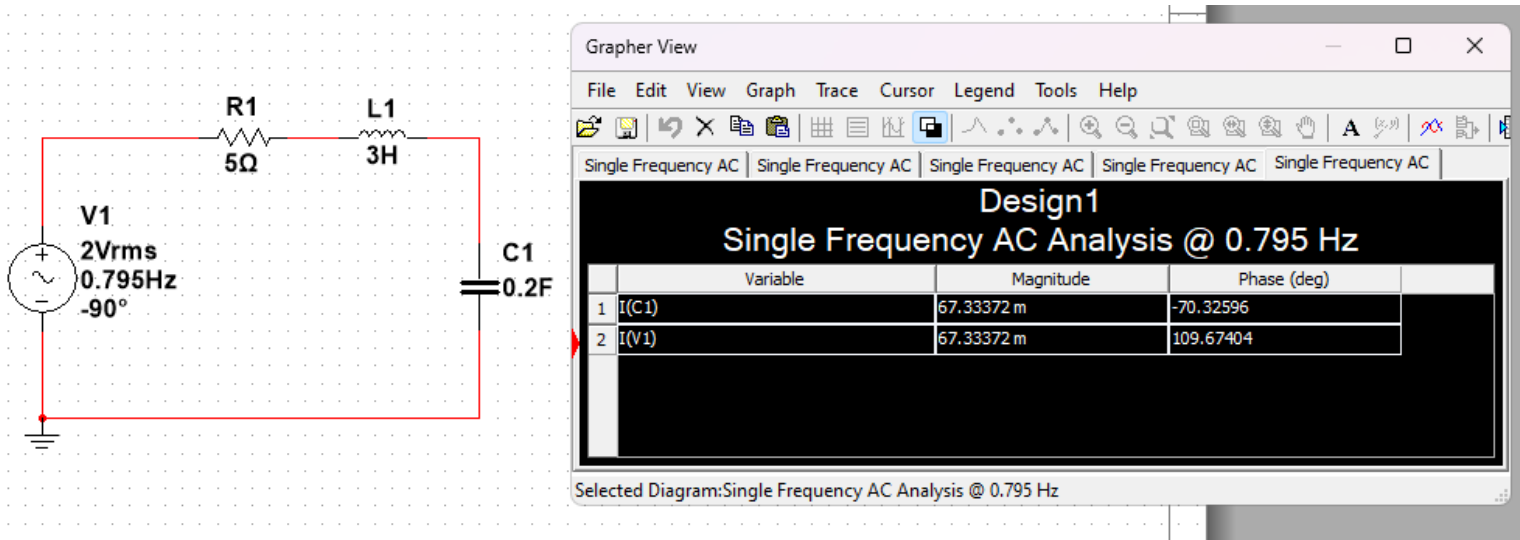 R1
5Ω
L1
3H
V1
2Vrms
0.795Hz
-90°
C1
0.2F
Grapher View
File Edit View Graph Trace Cursor Legend Tools Help
A
Single Frequency AC Single Frequency AC Single Frequency AC Single Frequency AC Single Frequency AC
Design1
Single Frequency AC Analysis @ 0.795 Hz
Variable Magnitude Phase (deg)
1 I(C1) 67.33372 m -70.32596
2 I(V1) 67.33372 m 109.67404
Selected Diagram:Single Frequency AC Analysis @ 0.795 Hz